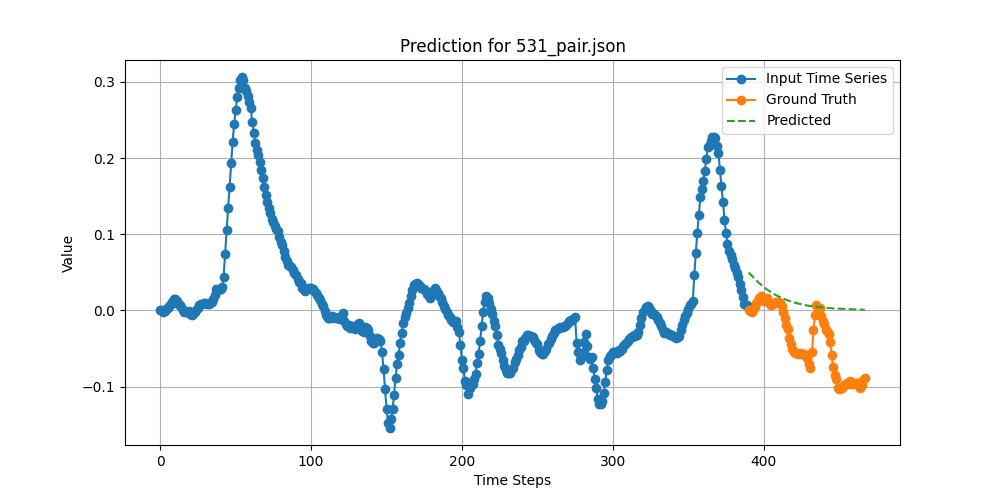 Prediction for 531_pair.json
Input Time Series
Ground Truth
Predicted
Value
0.3
0.2
0.1
0.0
−0.1
0 100 200 300 400
Time Steps